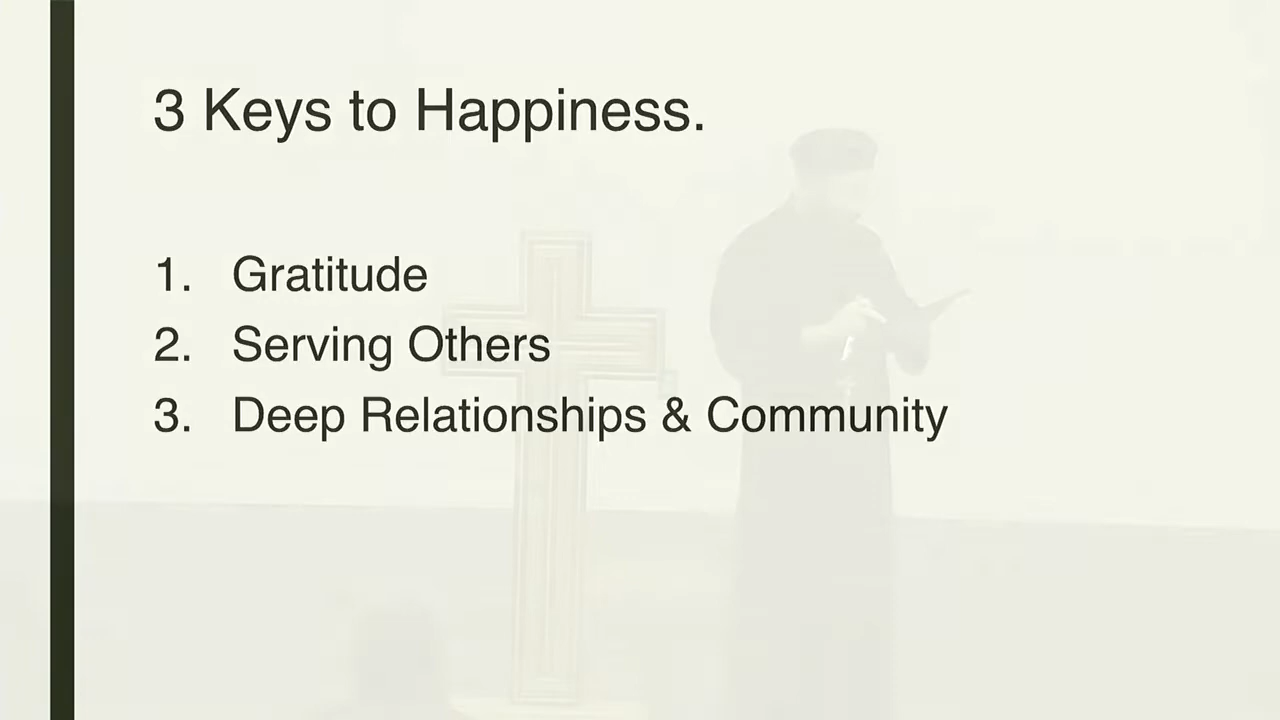 3 Keys to Happiness.
1. Gratitude
2. Serving Others
3. Deep Relationships & Community